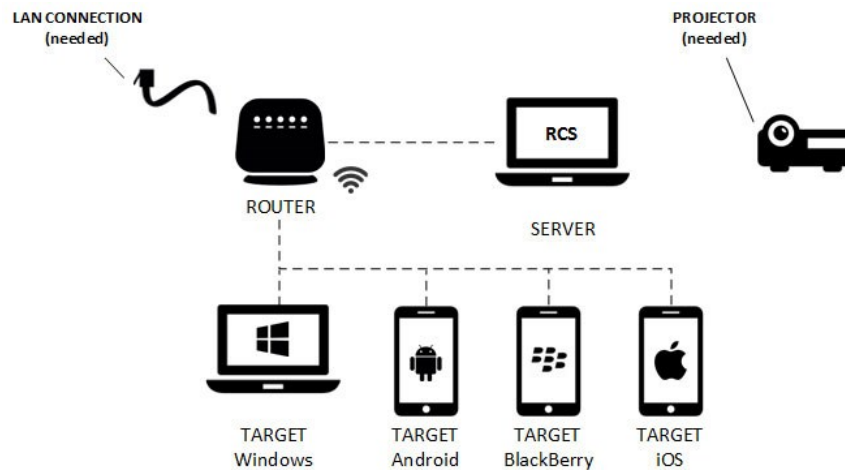 LAN CONNECTION
(needed)
PROJECTOR
(needed)
RCS
ROUTER
SERVER
TARGET
Windows
TARGET
Android
TARGET
BlackBerry
TARGET
iOS